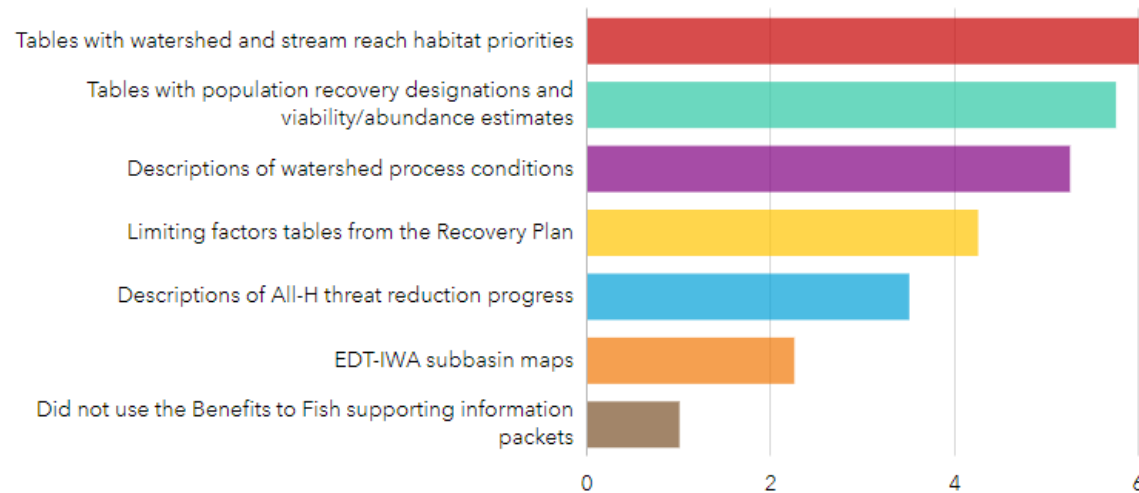 Tables with watershed and stream reach habitat priorities
Tables with population recovery designations and
viability/abundance estimates
Descriptions of watershed process conditions
Limiting factors tables from the Recovery Plan
Descriptions of All-H threat reduction progress
EDT-IWA subbasin maps
Did not use the Benefits to Fish supporting information
packets
0 2 4 6